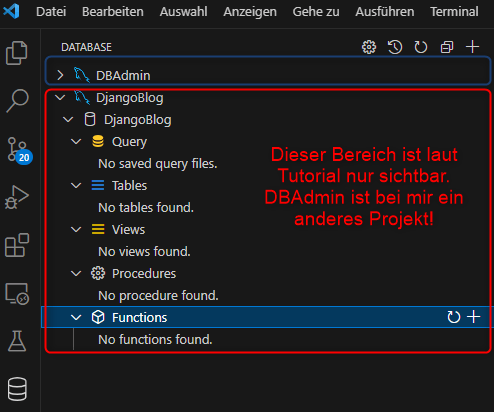 Datei Bearbeiten Auswahl Anzeigen Gehe zu Ausführen Terminal
DATABASE
DBAdmin
DjangoBlog
DjangoBlog
Query
No saved query files.
Tables
No tables found.
Views
No views found.
Procedures
No procedure found.
Functions
No functions found.
20
Dieser Bereich ist laut
Tutorial nur sichtbar.
DBAdmin ist bei mir ein
anderes Projekt!